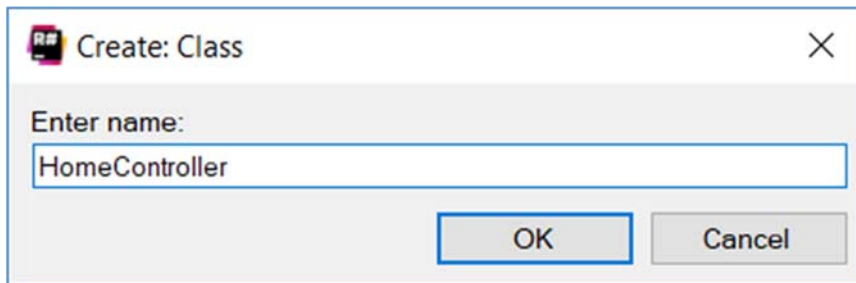 R# Create: Class
Enter name:
HomeController
OK Cancel